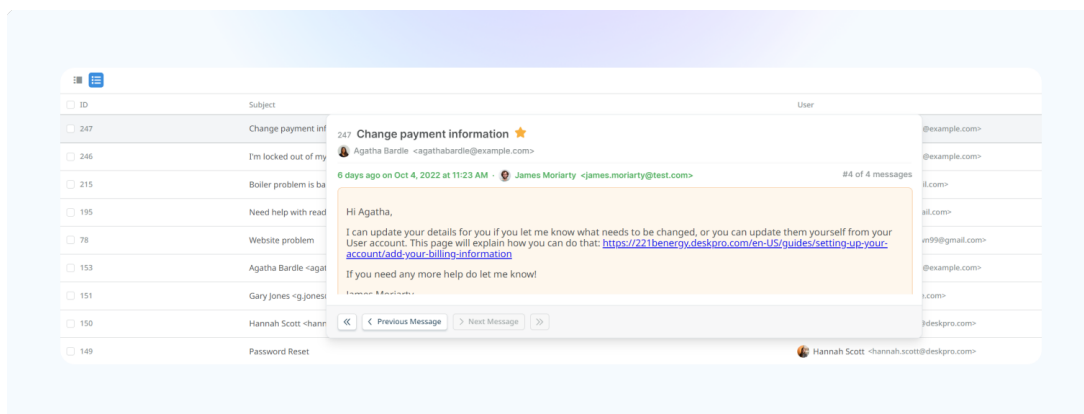 ID Subject User
247 Change payment inf @example.com>
247 Change payment information
Agatha Bardle <agathabardle@example.com>
246 I'm locked out of my @example.com>
6 days ago on Oct 4, 2022 at 11:23 AM - James Moriarty <james.moriarty@test.com> #4 of 4 messages
215 Boiler problem is ba il.com>
Hi Agatha,
195 Need help with read ail.com>
I can update your details for you if you let me know what needs to be changed, or you can update them yourself from your
78 Website problem n99@gmail.com>
User account. This page will explain how you can do that: https://221benergy.deskpro.com/en-US/guides/setting-up-your-
account/add-your-billing-information
153 Agatha Bardle <agat @example.com>
If you need any more help do let me know!
151 Gary Jones <g.jones .com>
James Moriarty
150 Hannah Scott <hann @deskpro.com>
« < Previous Message > Next Message »
149 Password Reset Hannah Scott <hannah.scott@deskpro.com>